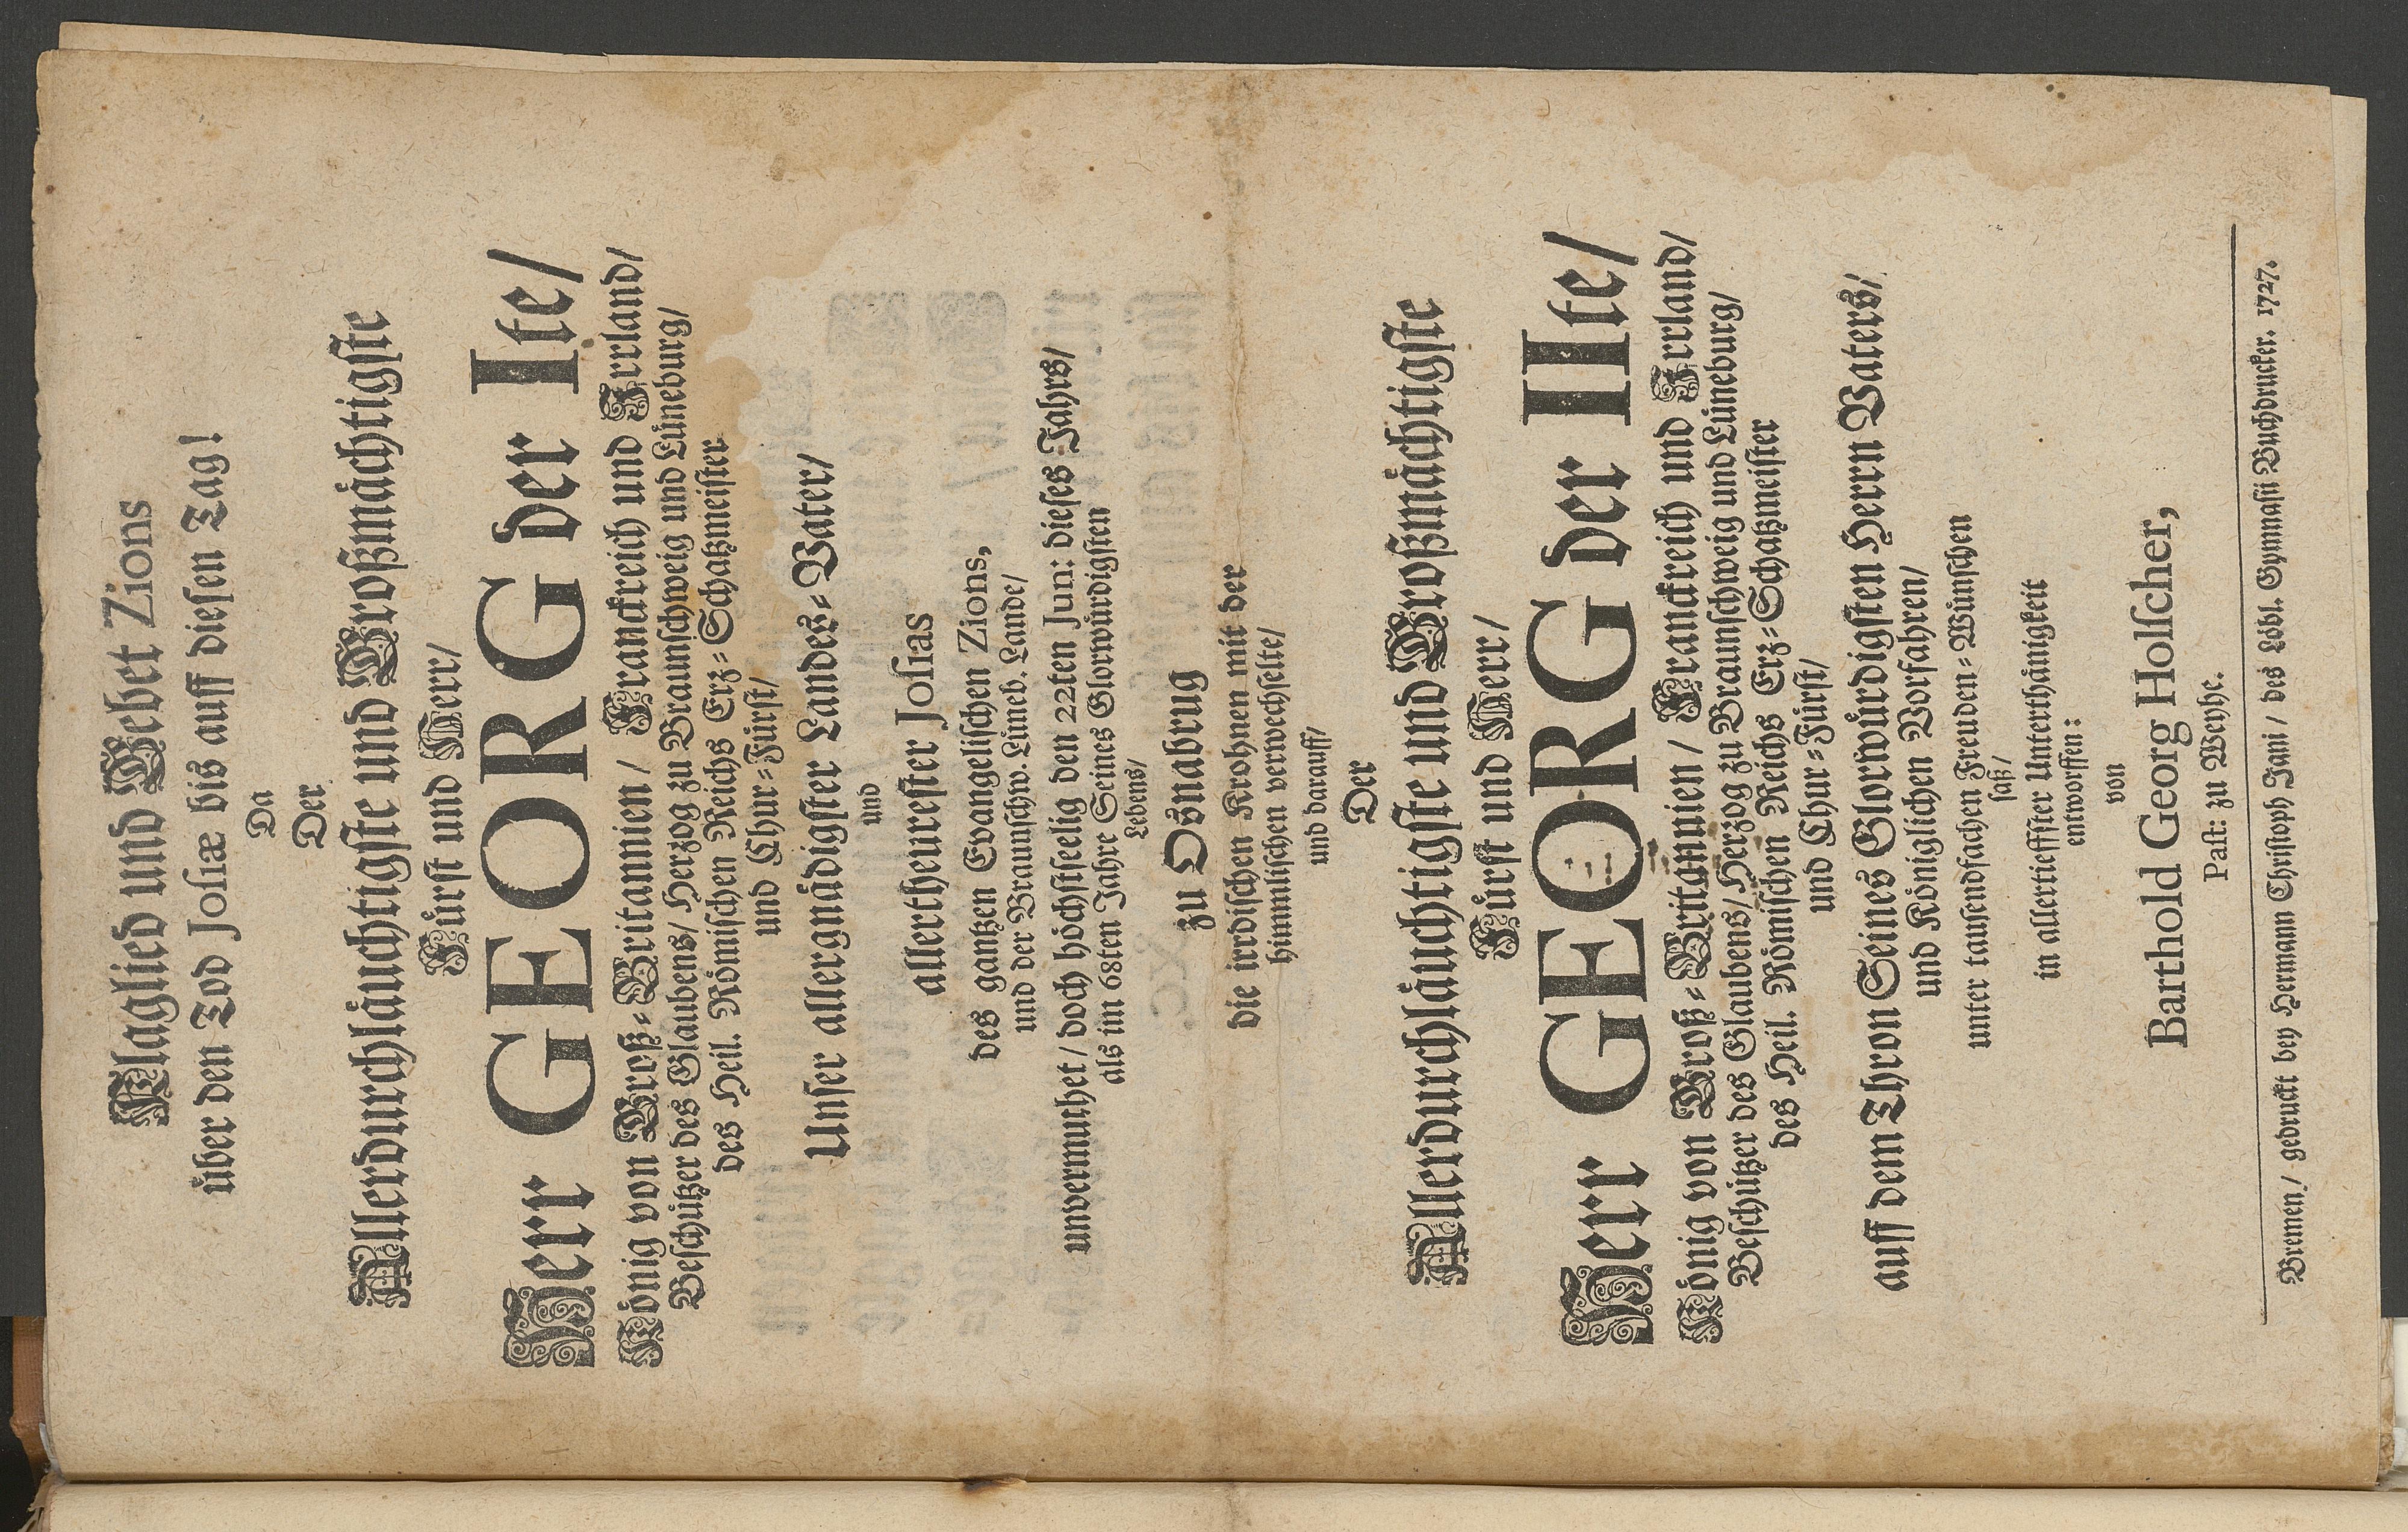 Klaglied und Gebet Zions
über den Tod Josiæ bis auff diesen Tag!
Da
Der
Allerdurchläuchtigste und Großmächtigste
Fürst und Herr/
Herr GEORG der Ite/
König von Groß-Britannien/ Franckreich und Irrland/
Beschützer des Glaubens/ Herzog zu Braunschweig und Lüneburg/
des Heil. Römischen Reichs Erz-Schatzmeister
und Chur-Fürst/
Unser allergnädigster Landes-Vater/
und
allertheurester Josias
des gantzen Evangelischen Zions,
und der Braunschw. Lüneb. Lande/
unvermuthet/ doch höchstseelig den 22ten Jun: dieses Jahrs/
als im 68ten Jahre Seines Glorwürdigsten
Lebens/
zu Osnabrug
die irrdischen Krohnen mit der
himmlischen verwechselte/
und darauff/
Der
Allerdurchläuchtigste und Großmächtigste
Fürst und Herr/
Herr GEORG der IIte/
König von Groß-Britannien/ Franckreich und Irrland/
Beschützer des Glaubens/ Herzog zu Braunschweig und Lüneburg/
des Heil. Römischen Reichs Erz-Schatzmeister
und Chur-Fürst/
auff dem Thron Seines Glorwürdigsten Herrn Vaters/
und Königlichen Vorfahren/
unter tausendfachen Freuden-Wünschen
saß/
in allertieffster Unterthänigkeit
entworffen:
von
Barthold Georg Holscher,
Past: zu Weyhe.
Bremen/ gedruckt bey Hermann Christoph Jani/ des Löbl. Gymnasii Buchdrucker. 1727.